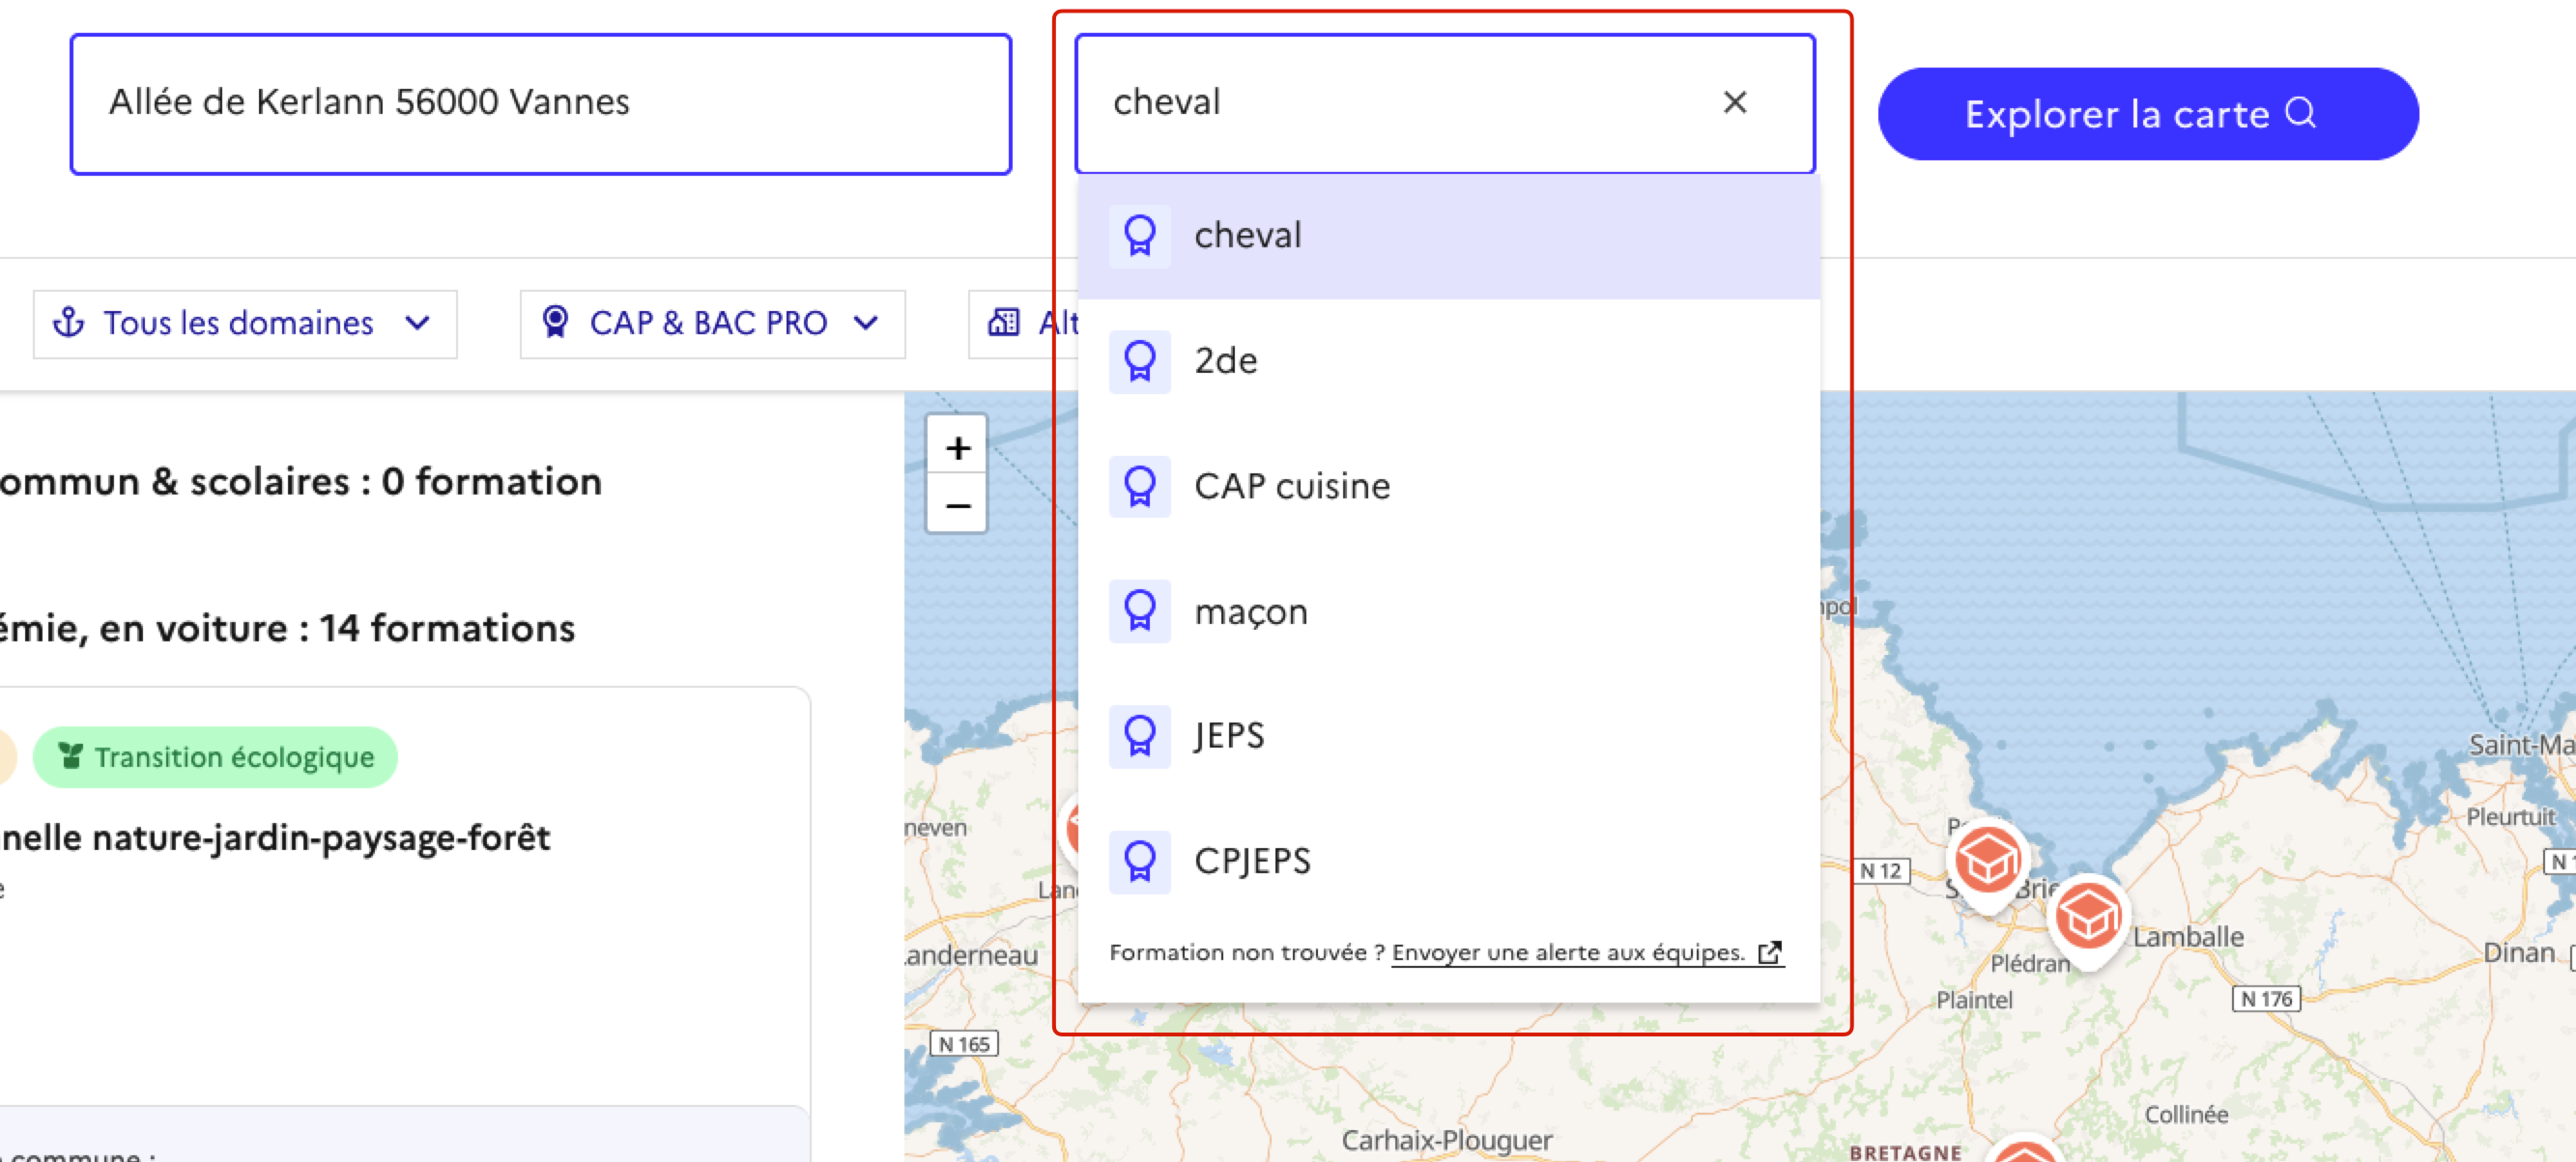 Allée de Kerlann 56000 Vannes
cheval
Explorer la carte
cheval
2de
CAP cuisine
maçon
JEPS
CPJEPS
Formation non trouvée ? Envoyer une alerte aux équipes.
Tous les domaines
CAP & BAC PRO
Alt
ommun & scolaires : 0 formation
émie, en voiture : 14 formations
Transition écologique
nnelle nature-jardin-paysage-forêt
e
commune :
+
−
npol
neven
Lan
anderneau
N 165
Carhaix-Plouguer
N 12
Brie
Plédran
Plaintel
Lamballe
N 176
Collinée
BRETAGNE
Saint-Ma
Pleurtuit
N 1
Dinan